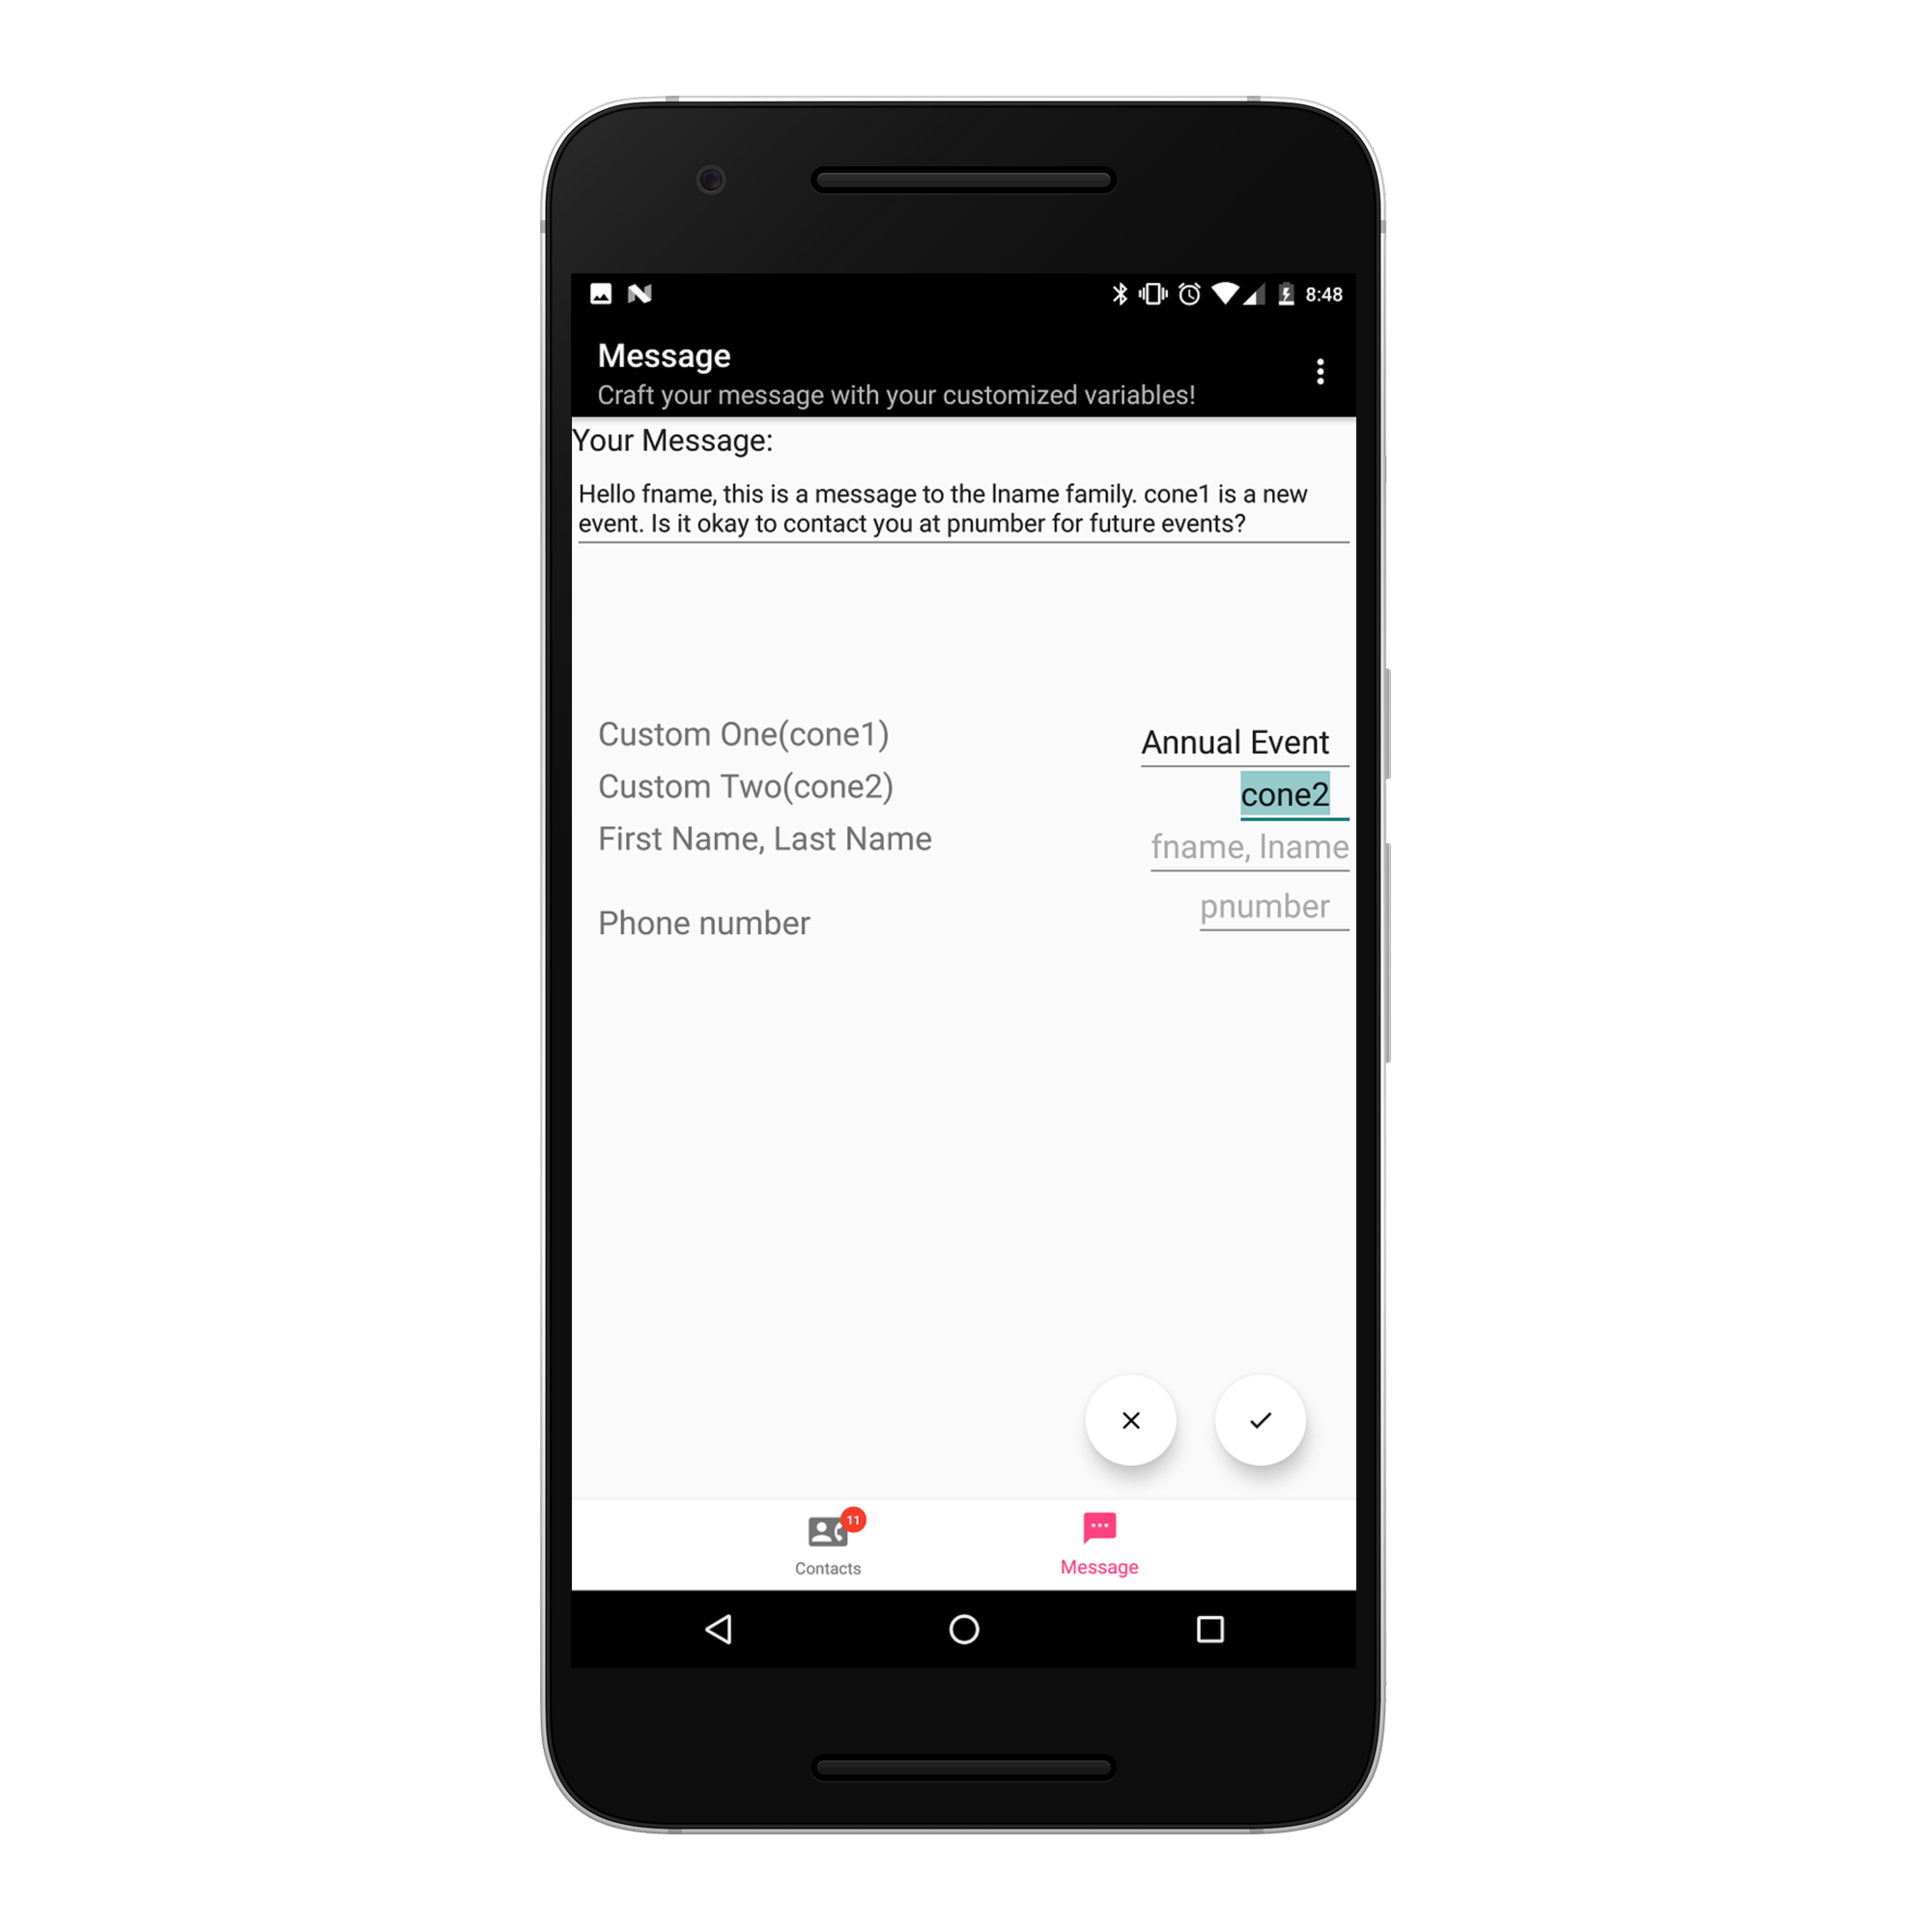 8:48
Message
Craft your message with your customized variables!
Your Message:
Hello fname, this is a message to the lname family. cone1 is a new
event. Is it okay to contact you at pnumber for future events?
Custom One(cone1)
Annual Event
Custom Two(cone2)
cone2
First Name, Last Name
fname, lname
Phone number
pnumber
11
Contacts
Message